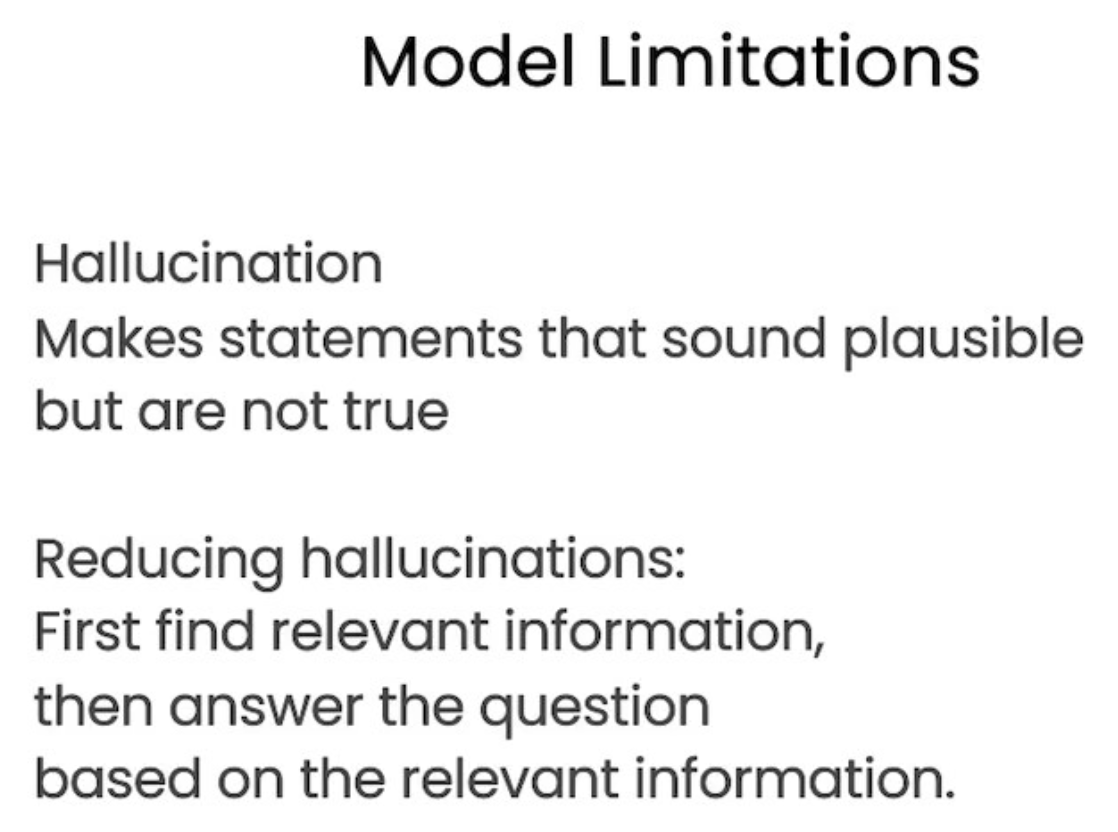 Model Limitations
Hallucination
Makes statements that sound plausible
but are not true
Reducing hallucinations:
First find relevant information,
then answer the question
based on the relevant information.